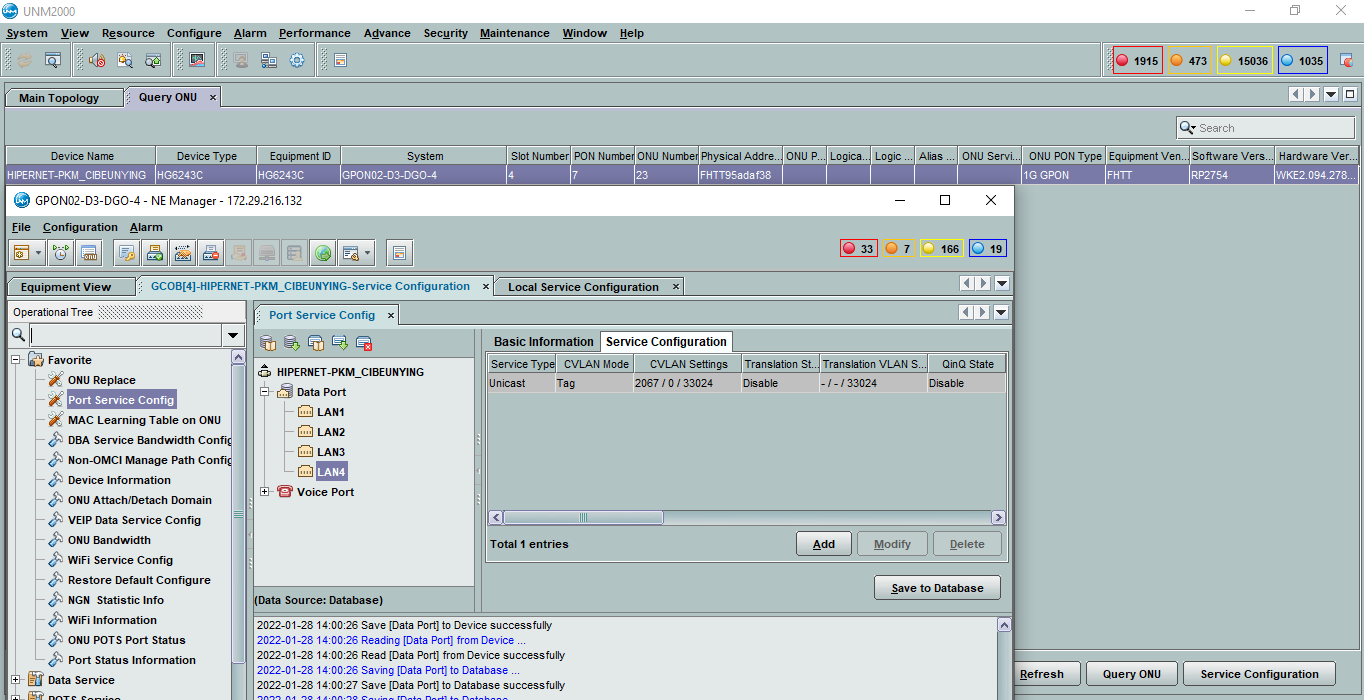 UNM2000
System View Resource Configure Alarm Performance Advance Security Maintenance Window Help
1915 473 15036 1035
Main Topology Query ONU ×
Search
Device Name Device Type Equipment ID System Slot Number PON Number ONU Number Physical Addre... ONU P... Logica... Logic ... Alias ... ONU Servi... ONU PON Type Equipment Ven... Software Vers... Hardware Ver...
HIPERNET-PKM_CIBEUNYING HG6243C HG6243C GPON02-D3-DGO-4 4 7 23 FHTT95adaf38 1G GPON FHTT RP2754 WKE2.094.278...
GPON02-D3-DGO-4 - NE Manager - 172.29.216.132
File Configuration Alarm
33 7 166 19
Equipment View GCOB[4]-HIPERNET-PKM_CIBEUNYING-Service Configuration × Local Service Configuration ×
Operational Tree
Favorite
ONU Replace
Port Service Config
MAC Learning Table on ONU
DBA Service Bandwidth Config
Non-OMCI Manage Path Config
Device Information
ONU Attach/Detach Domain
VEIP Data Service Config
ONU Bandwidth
WiFi Service Config
Restore Default Configure
NGN Statistic Info
WiFi Information
ONU POTS Port Status
Port Status Information
Data Service
POTS Service
Port Service Config ×
HIPERNET-PKM_CIBEUNYING
Data Port
LAN1
LAN2
LAN3
LAN4
Voice Port
(Data Source: Database)
Basic Information Service Configuration
Service Type CVLAN Mode CVLAN Settings Translation St... Translation VLAN S... QinQ State
Unicast Tag 2067 / 0 / 33024 Disable - / - / 33024 Disable
Total 1 entries Add Modify Delete
Save to Database
2022-01-28 14:00:26 Save [Data Port] to Device successfully
2022-01-28 14:00:26 Reading [Data Port] from Device ...
2022-01-28 14:00:26 Read [Data Port] from Device successfully
2022-01-28 14:00:26 Saving [Data Port] to Database ...
2022-01-28 14:00:27 Save [Data Port] to Database successfully
2022-01-28 14:00:28 Saving [Data Port] to Database ...
Refresh Query ONU Service Configuration